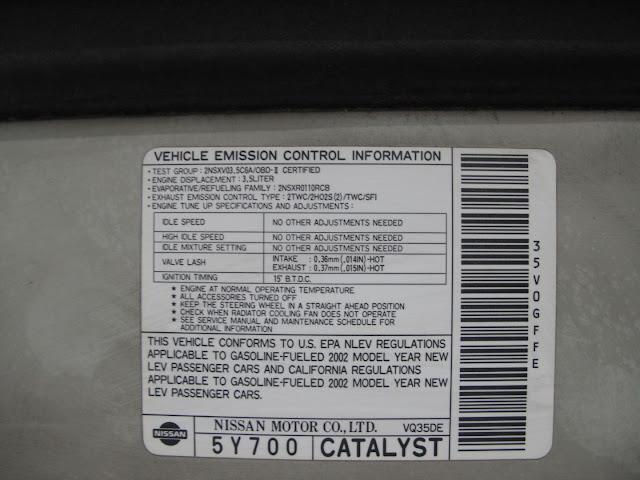 VEHICLE EMISSION CONTROL INFORMATION
• TEST GROUP : 2NSXV03.5C6A/OBD-II CERTIFIED
• ENGINE DISPLACEMENT : 3.5LITER
• EVAPORATIVE/REFUELING FAMILY : 2NSXR0110RCB
• EXHAUST EMISSION CONTROL TYPE : 2TWC/2HO2S(2)/TWC/SFI
• ENGINE TUNE UP SPECIFICATIONS AND ADJUSTMENTS :
IDLE SPEED NO OTHER ADJUSTMENTS NEEDED
HIGH IDLE SPEED NO OTHER ADJUSTMENTS NEEDED
IDLE MIXTURE SETTING NO OTHER ADJUSTMENTS NEEDED
VALVE LASH INTAKE : 0.36mm(.014IN)-HOT
EXHAUST : 0.37mm(.015IN)-HOT
IGNITION TIMING 15° B.T.D.C.
★ ENGINE AT NORMAL OPERATING TEMPERATURE
★ ALL ACCESSORIES TURNED OFF
★ KEEP THE STEERING WHEEL IN A STRAIGHT AHEAD POSITION
★ CHECK WHEN RADIATOR COOLING FAN DOES NOT OPERATE
★ SEE SERVICE MANUAL AND MAINTENANCE SCHEDULE FOR
ADDITIONAL INFORMATION
THIS VEHICLE CONFORMS TO U.S. EPA NLEV REGULATIONS
APPLICABLE TO GASOLINE-FUELED 2002 MODEL YEAR NEW
LEV PASSENGER CARS AND CALIFORNIA REGULATIONS
APPLICABLE TO GASOLINE-FUELED 2002 MODEL YEAR NEW
LEV PASSENGER CARS.
NISSAN
NISSAN MOTOR CO., LTD. VQ35DE
5Y700 CATALYST
35V0GFFE